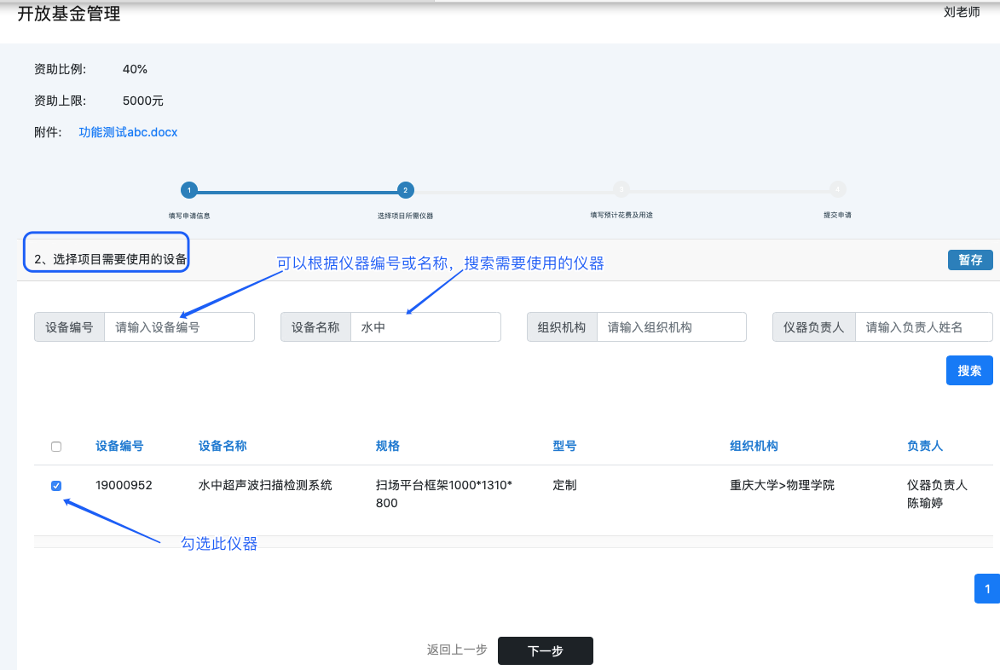 开放基金管理
刘老师
资助比例: 40%
资助上限: 5000元
附件: 功能测试abc.docx
1 2 3 4
填写申请信息 选择项目所需仪器 填写预计花费及用途 提交申请
2、选择项目需要使用的设备
可以根据仪器编号或名称，搜索需要使用的仪器
暂存
设备编号 请输入设备编号 设备名称 水中 组织机构 请输入组织机构 仪器负责人 请输入负责人姓名
搜索
设备编号 设备名称 规格 型号 组织机构 负责人
19000952 水中超声波扫描检测系统 扫场平台框架1000*1310* 定制 重庆大学>物理学院 仪器负责人
800 陈瑜婷
勾选此仪器
1
返回上一步 下一步